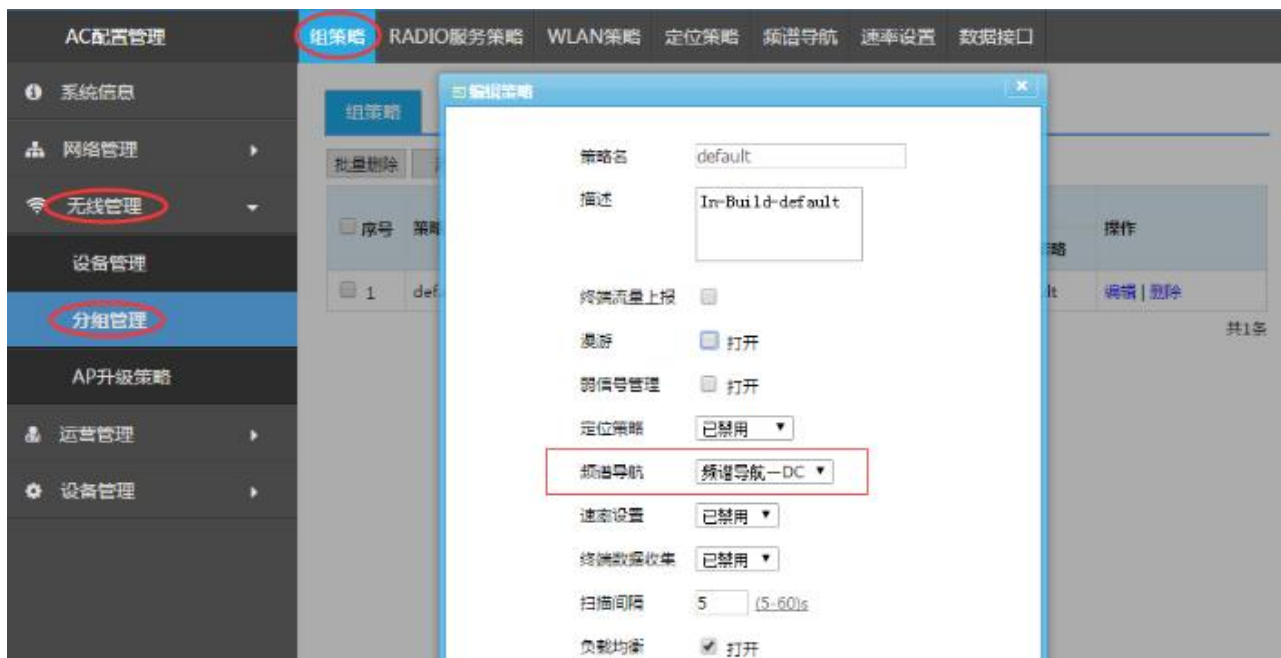 AC配置管理
组策略 RADIO服务策略 WLAN策略 定位策略 频谱导航 速率设置 数据接口
系统信息
网络管理
无线管理
设备管理
分组管理
AP升级策略
运营管理
设备管理
组策略
批量删除
序号 策略
操作
略
1 def
lt 编辑 | 删除
共1条
编辑策略
策略名 default
描述 In-Build-default
终端流量上报
漫游 打开
弱信号管理 打开
定位策略 已禁用
频谱导航 频谱导航—DC
速率设置 已禁用
终端数据收集 已禁用
扫描间隔 5 (5-60)s
负载均衡 打开